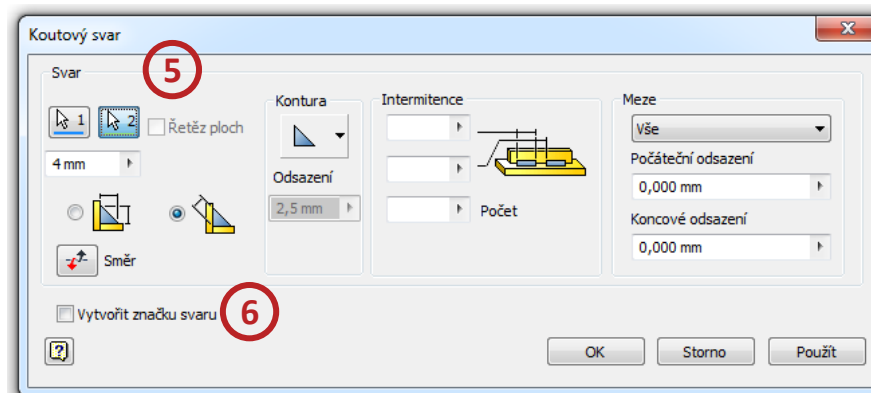 Koutový svar
Svar
5
1
2
Řetěz ploch
4 mm
Směr
Kontura
Odsazení
2,5 mm
Intermitence
Počet
Meze
Vše
Počáteční odsazení
0,000 mm
Koncové odsazení
0,000 mm
Vytvořit značku svaru
6
?
OK
Storno
Použít